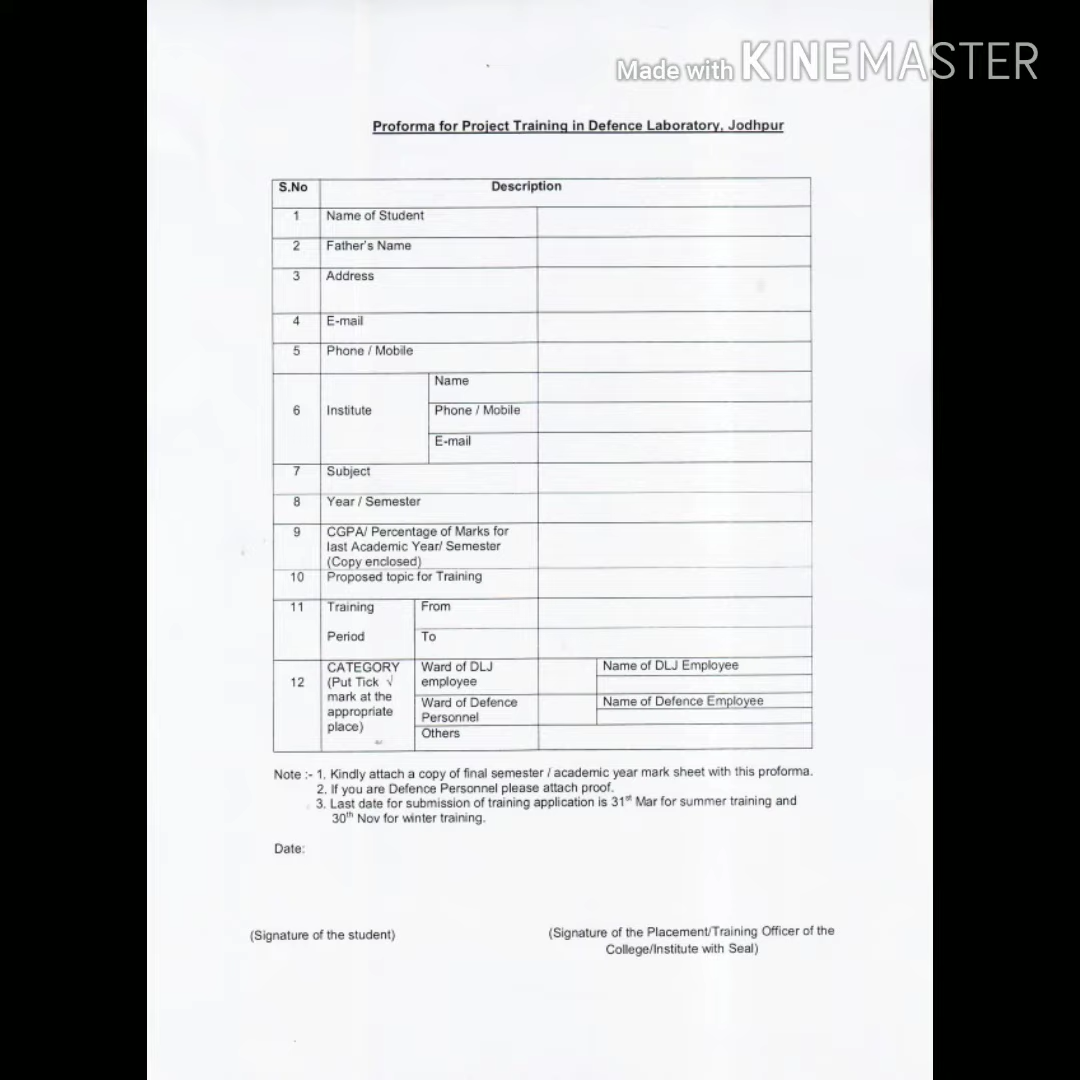 Made with KINEMASTER
Proforma for Project Training in Defence Laboratory, Jodhpur
S.No Description
1 Name of Student
2 Father's Name
3 Address
4 E-mail
5 Phone / Mobile
Name
6 Institute Phone / Mobile
E-mail
7 Subject
8 Year / Semester
9 CGPA/ Percentage of Marks for
last Academic Year/ Semester
(Copy enclosed)
10 Proposed topic for Training
11 Training From
Period To
CATEGORY Ward of DLJ Name of DLJ Employee
12 (Put Tick √ employee
mark at the Ward of Defence Name of Defence Employee
appropriate Personnel
place) Others
Note :- 1. Kindly attach a copy of final semester / academic year mark sheet with this proforma.
2. If you are Defence Personnel please attach proof.
3. Last date for submission of training application is 31st Mar for summer training and
30th Nov for winter training.
Date:
(Signature of the student) (Signature of the Placement/Training Officer of the
College/Institute with Seal)